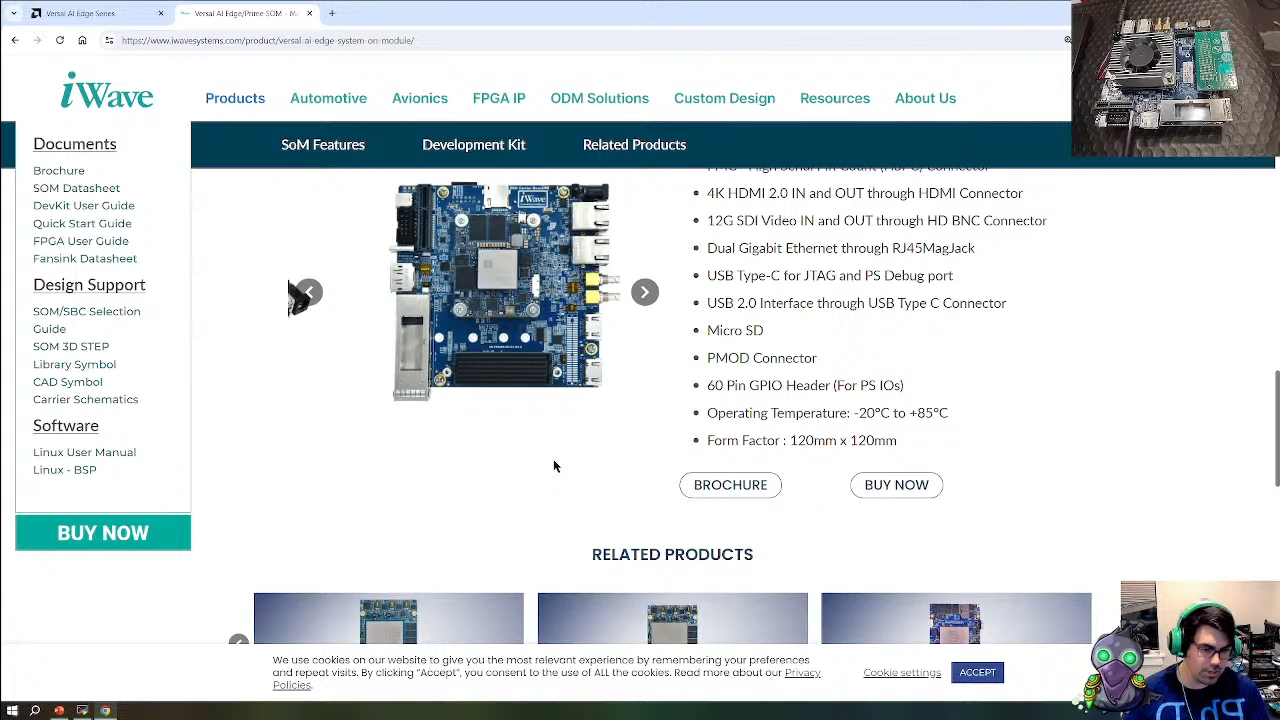 Versal AI Edge Series
Versal AI Edge/Prime SOM - iWa
https://www.iwavesystems.com/product/versal-ai-edge-system-on-module/
iWave
Products
Automotive
Avionics
FPGA IP
ODM Solutions
Custom Design
Resources
About Us
SoM Features
Development Kit
Related Products
Documents
Brochure
SOM Datasheet
DevKit User Guide
Quick Start Guide
FPGA User Guide
Fansink Datasheet
Design Support
SOM/SBC Selection
Guide
SOM 3D STEP
Library Symbol
CAD Symbol
Carrier Schematics
Software
Linux User Manual
Linux - BSP
BUY NOW
iWave
4K HDMI 2.0 IN and OUT through HDMI Connector
12G SDI Video IN and OUT through HD BNC Connector
Dual Gigabit Ethernet through RJ45MagJack
USB Type-C for JTAG and PS Debug port
USB 2.0 Interface through USB Type C Connector
Micro SD
PMOD Connector
60 Pin GPIO Header (For PS IOs)
Operating Temperature: -20°C to +85°C
Form Factor : 120mm x 120mm
BROCHURE
BUY NOW
RELATED PRODUCTS
We use cookies on our website to give you the most relevant experience by remembering your preferences
and repeat visits. By clicking “Accept”, you consent to the use of ALL the cookies. Read more about our Privacy
Policies.
Cookie settings
ACCEPT